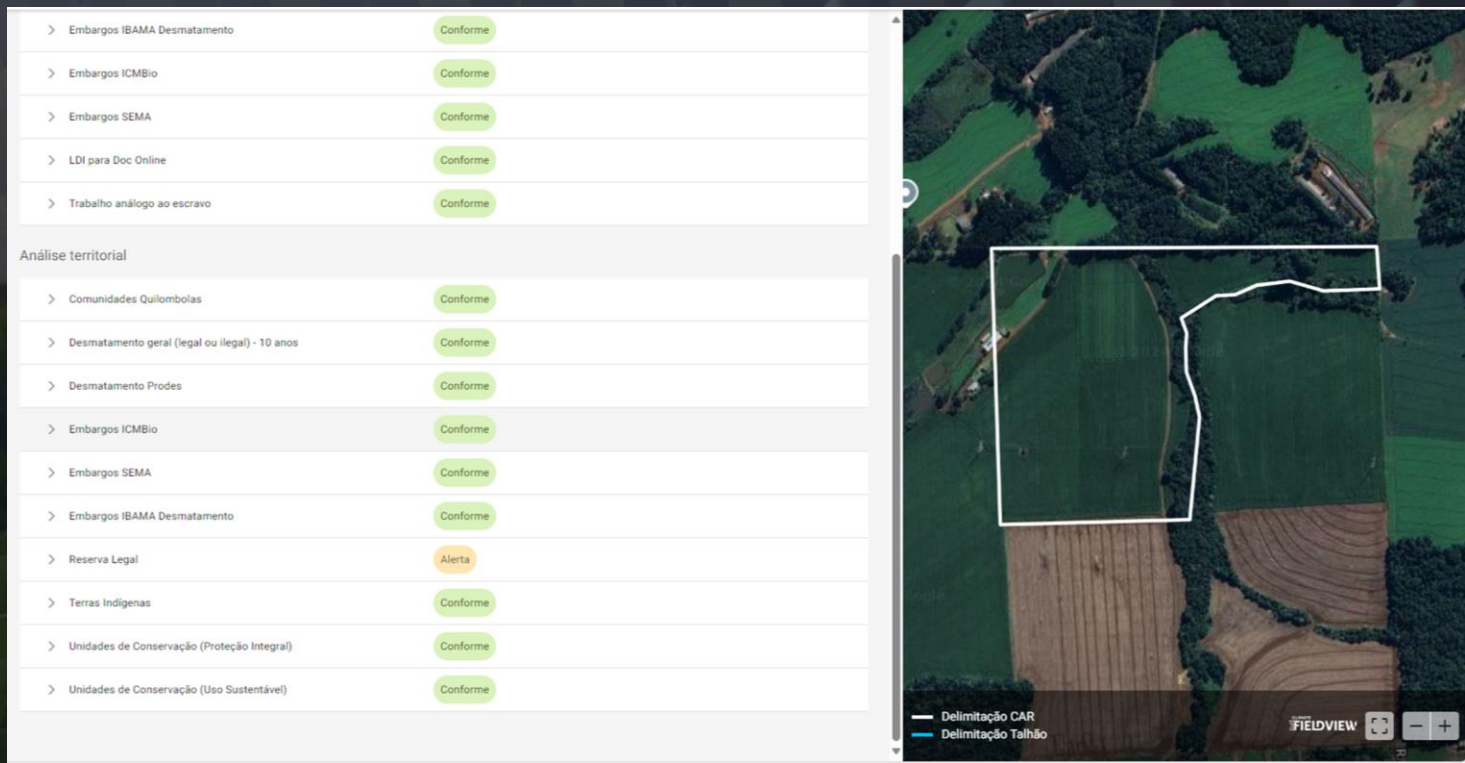 Embargos IBAMA Desmatamento Conforme
Embargos ICMBio Conforme
Embargos SEMA Conforme
LDI para Doc Online Conforme
Trabalho análogo ao escravo Conforme
Análise territorial
Comunidades Quilombolas Conforme
Desmatamento geral (legal ou ilegal) - 10 anos Conforme
Desmatamento Prodes Conforme
Embargos ICMBio Conforme
Embargos SEMA Conforme
Embargos IBAMA Desmatamento Conforme
Reserva Legal Alerta
Terras Indígenas Conforme
Unidades de Conservação (Proteção Integral) Conforme
Unidades de Conservação (Uso Sustentável) Conforme
Delimitação CAR
Delimitação Talhão
CLIMATE
FIELDVIEW